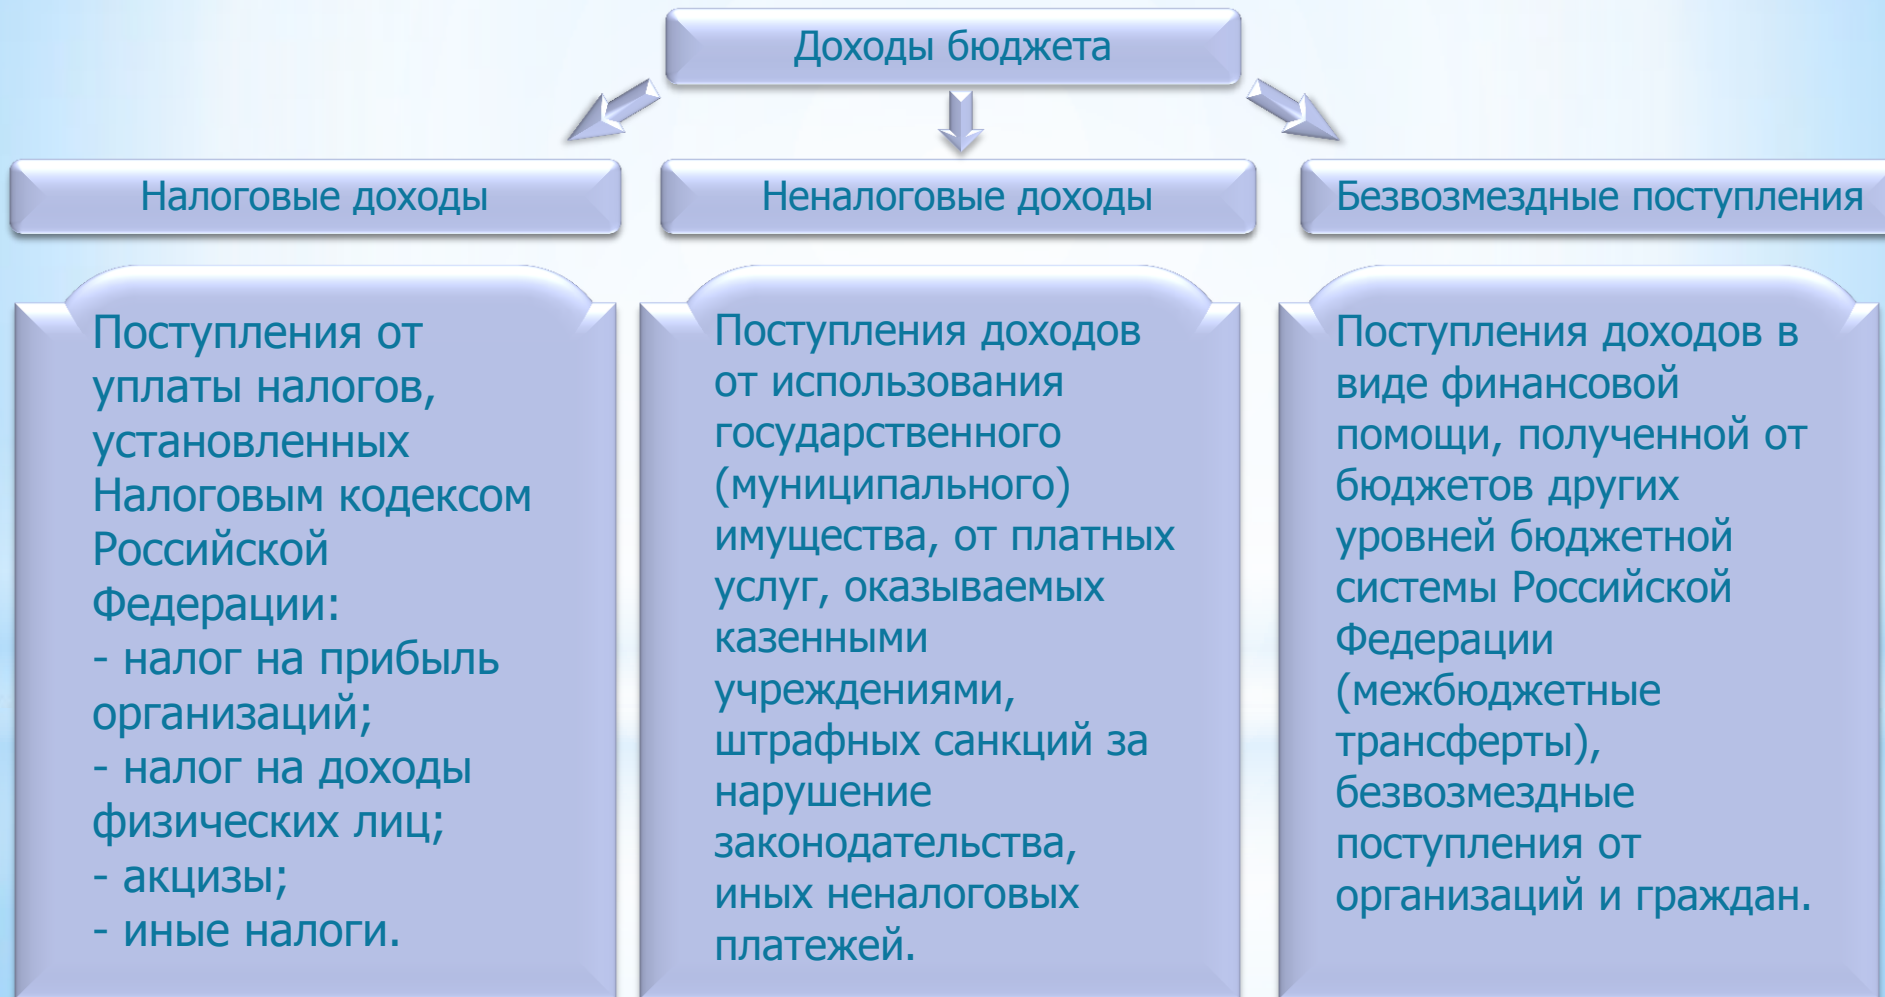 Доходы бюджета
Налоговые доходы
Неналоговые доходы
Безвозмездные поступления
Поступления от
уплаты налогов,
установленных
Налоговым кодексом
Российской
Федерации:
- налог на прибыль
организаций;
- налог на доходы
физических лиц;
- акцизы;
- иные налоги.
Поступления доходов
от использования
государственного
(муниципального)
имущества, от платных
услуг, оказываемых
казенными
учреждениями,
штрафных санкций за
нарушение
законодательства,
иных неналоговых
платежей.
Поступления доходов в
виде финансовой
помощи, полученной от
бюджетов других
уровней бюджетной
системы Российской
Федерации
(межбюджетные
трансферты),
безвозмездные
поступления от
организаций и граждан.